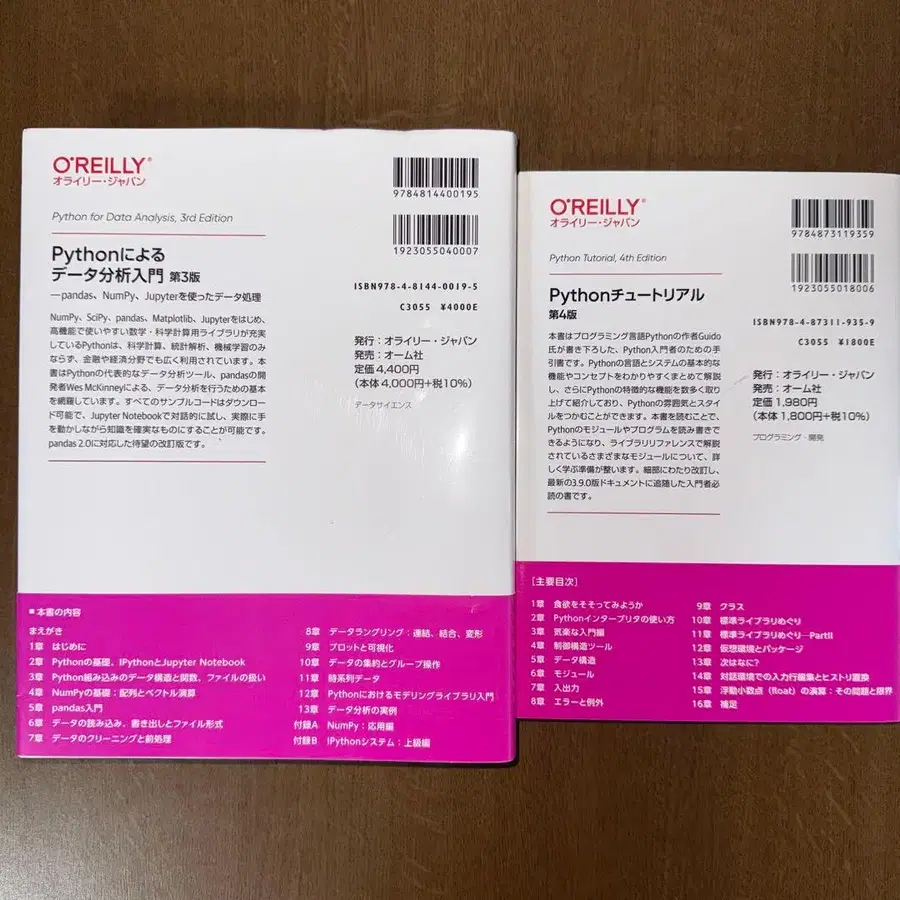 O'REILLY®
オライリー・ジャパン
Python for Data Analysis, 3rd Edition
Pythonによる
データ分析入門 第3版
―pandas、NumPy、Jupyterを使ったデータ処理
NumPy、SciPy、pandas、Matplotlib、Jupyterをはじめ、
高機能で使いやすい数学・科学計算用ライブラリが充実
しているPythonは、科学計算、統計解析、機械学習のみ
ならず、金融や経済分野でも広く利用されています。本
書はPythonの代表的なデータ分析ツール、pandasの開
発者Wes McKinneyによる、データ分析を行うための基本
を網羅しています。すべてのサンプルコードはダウンロー
ド可能で、Jupyter Notebookで対話的に試し、実際に手
を動かしながら知識を確実なものにすることが可能です。
pandas 2.0に対応した待望の改訂版です。
9784814400195
1923055040007
ISBN978-4-8144-0019-5
C3055 ¥4000E
発行：オライリー・ジャパン
発売：オーム社
定価 4,400円
（本体 4,000円+税10%）
データサイエンス
■ 本書の内容
まえがき
1章 はじめに
2章 Pythonの基礎、IPythonとJupyter Notebook
3章 Python組み込みのデータ構造と関数、ファイルの扱い
4章 NumPyの基礎：配列とベクトル演算
5章 pandas入門
6章 データの読み込み、書き出しとファイル形式
7章 データのクリーニングと前処理
8章 データラングリング：連結、結合、変形
9章 プロットと可視化
10章 データの集約とグループ操作
11章 時系列データ
12章 Pythonにおけるモデリングライブラリ入門
13章 データ分析の実例
付録A NumPy：応用編
付録B IPythonシステム：上級編
O'REILLY®
オライリー・ジャパン
Python Tutorial, 4th Edition
Pythonチュートリアル
第4版
本書はプログラミング言語Pythonの作者Guido
氏が書き下ろした、Python入門者のための手
引書です。Pythonの言語とシステムの基本的
な機能やコンセプトをわかりやすくまとめて解説
し、さらにPythonの特徴的な機能を数多く取り
上げて紹介しており、Pythonの雰囲気とスタ
イルをつかむことができます。本書を読むことで、
Pythonのモジュールやプログラムを読み書きで
きるようになり、ライブラリリファレンスで解説
されているさまざまなモジュールについて、詳
しく学ぶ準備が整います。細部にわたり改訂し、
最新の3.9.0版ドキュメントに追随した入門者必
読の書です。
9784873119359
1923055018006
ISBN978-4-87311-935-9
C3055 ¥1800E
発行：オライリー・ジャパン
発売：オーム社
定価 1,980円
（本体 1,800円+税10%）
プログラミング・開発
［主要目次］
1章 食欲をそそってみようか
2章 Pythonインタープリタの使い方
3章 気楽な入門編
4章 制御構造ツール
5章 データ構造
6章 モジュール
7章 入出力
8章 エラーと例外
9章 クラス
10章 標準ライブラリめぐり
11章 標準ライブラリめぐり―PartII
12章 仮想環境とパッケージ
13章 次はなに？
14章 対話環境での入力行編集とヒストリ置換
15章 浮動小数点（float）の演算：その問題と限界
16章 補足